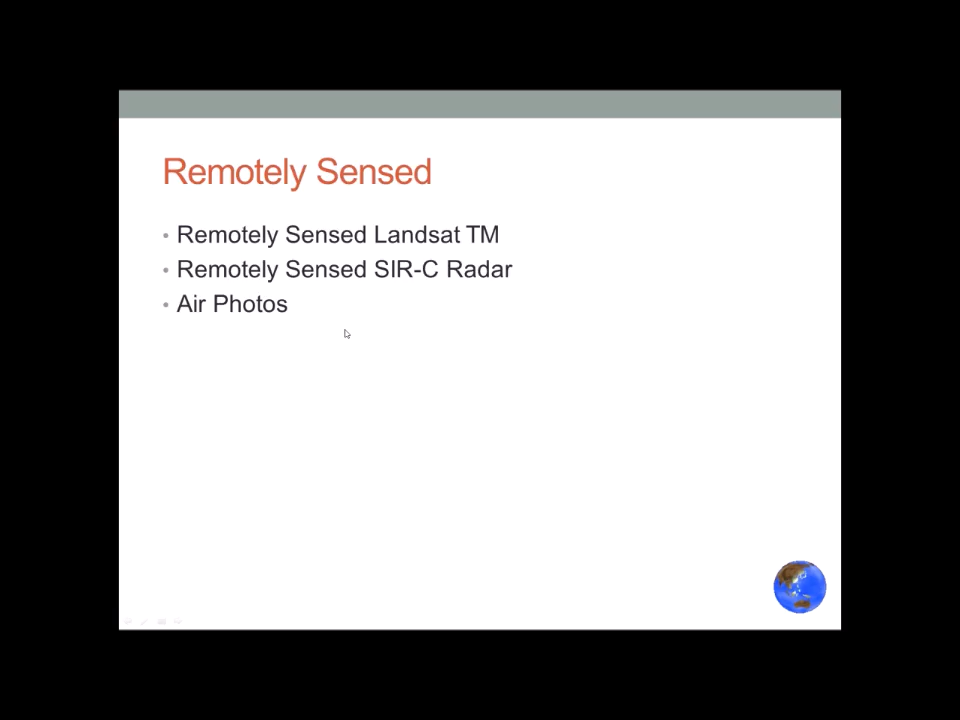 Remotely Sensed
• Remotely Sensed Landsat TM
• Remotely Sensed SIR-C Radar
• Air Photos